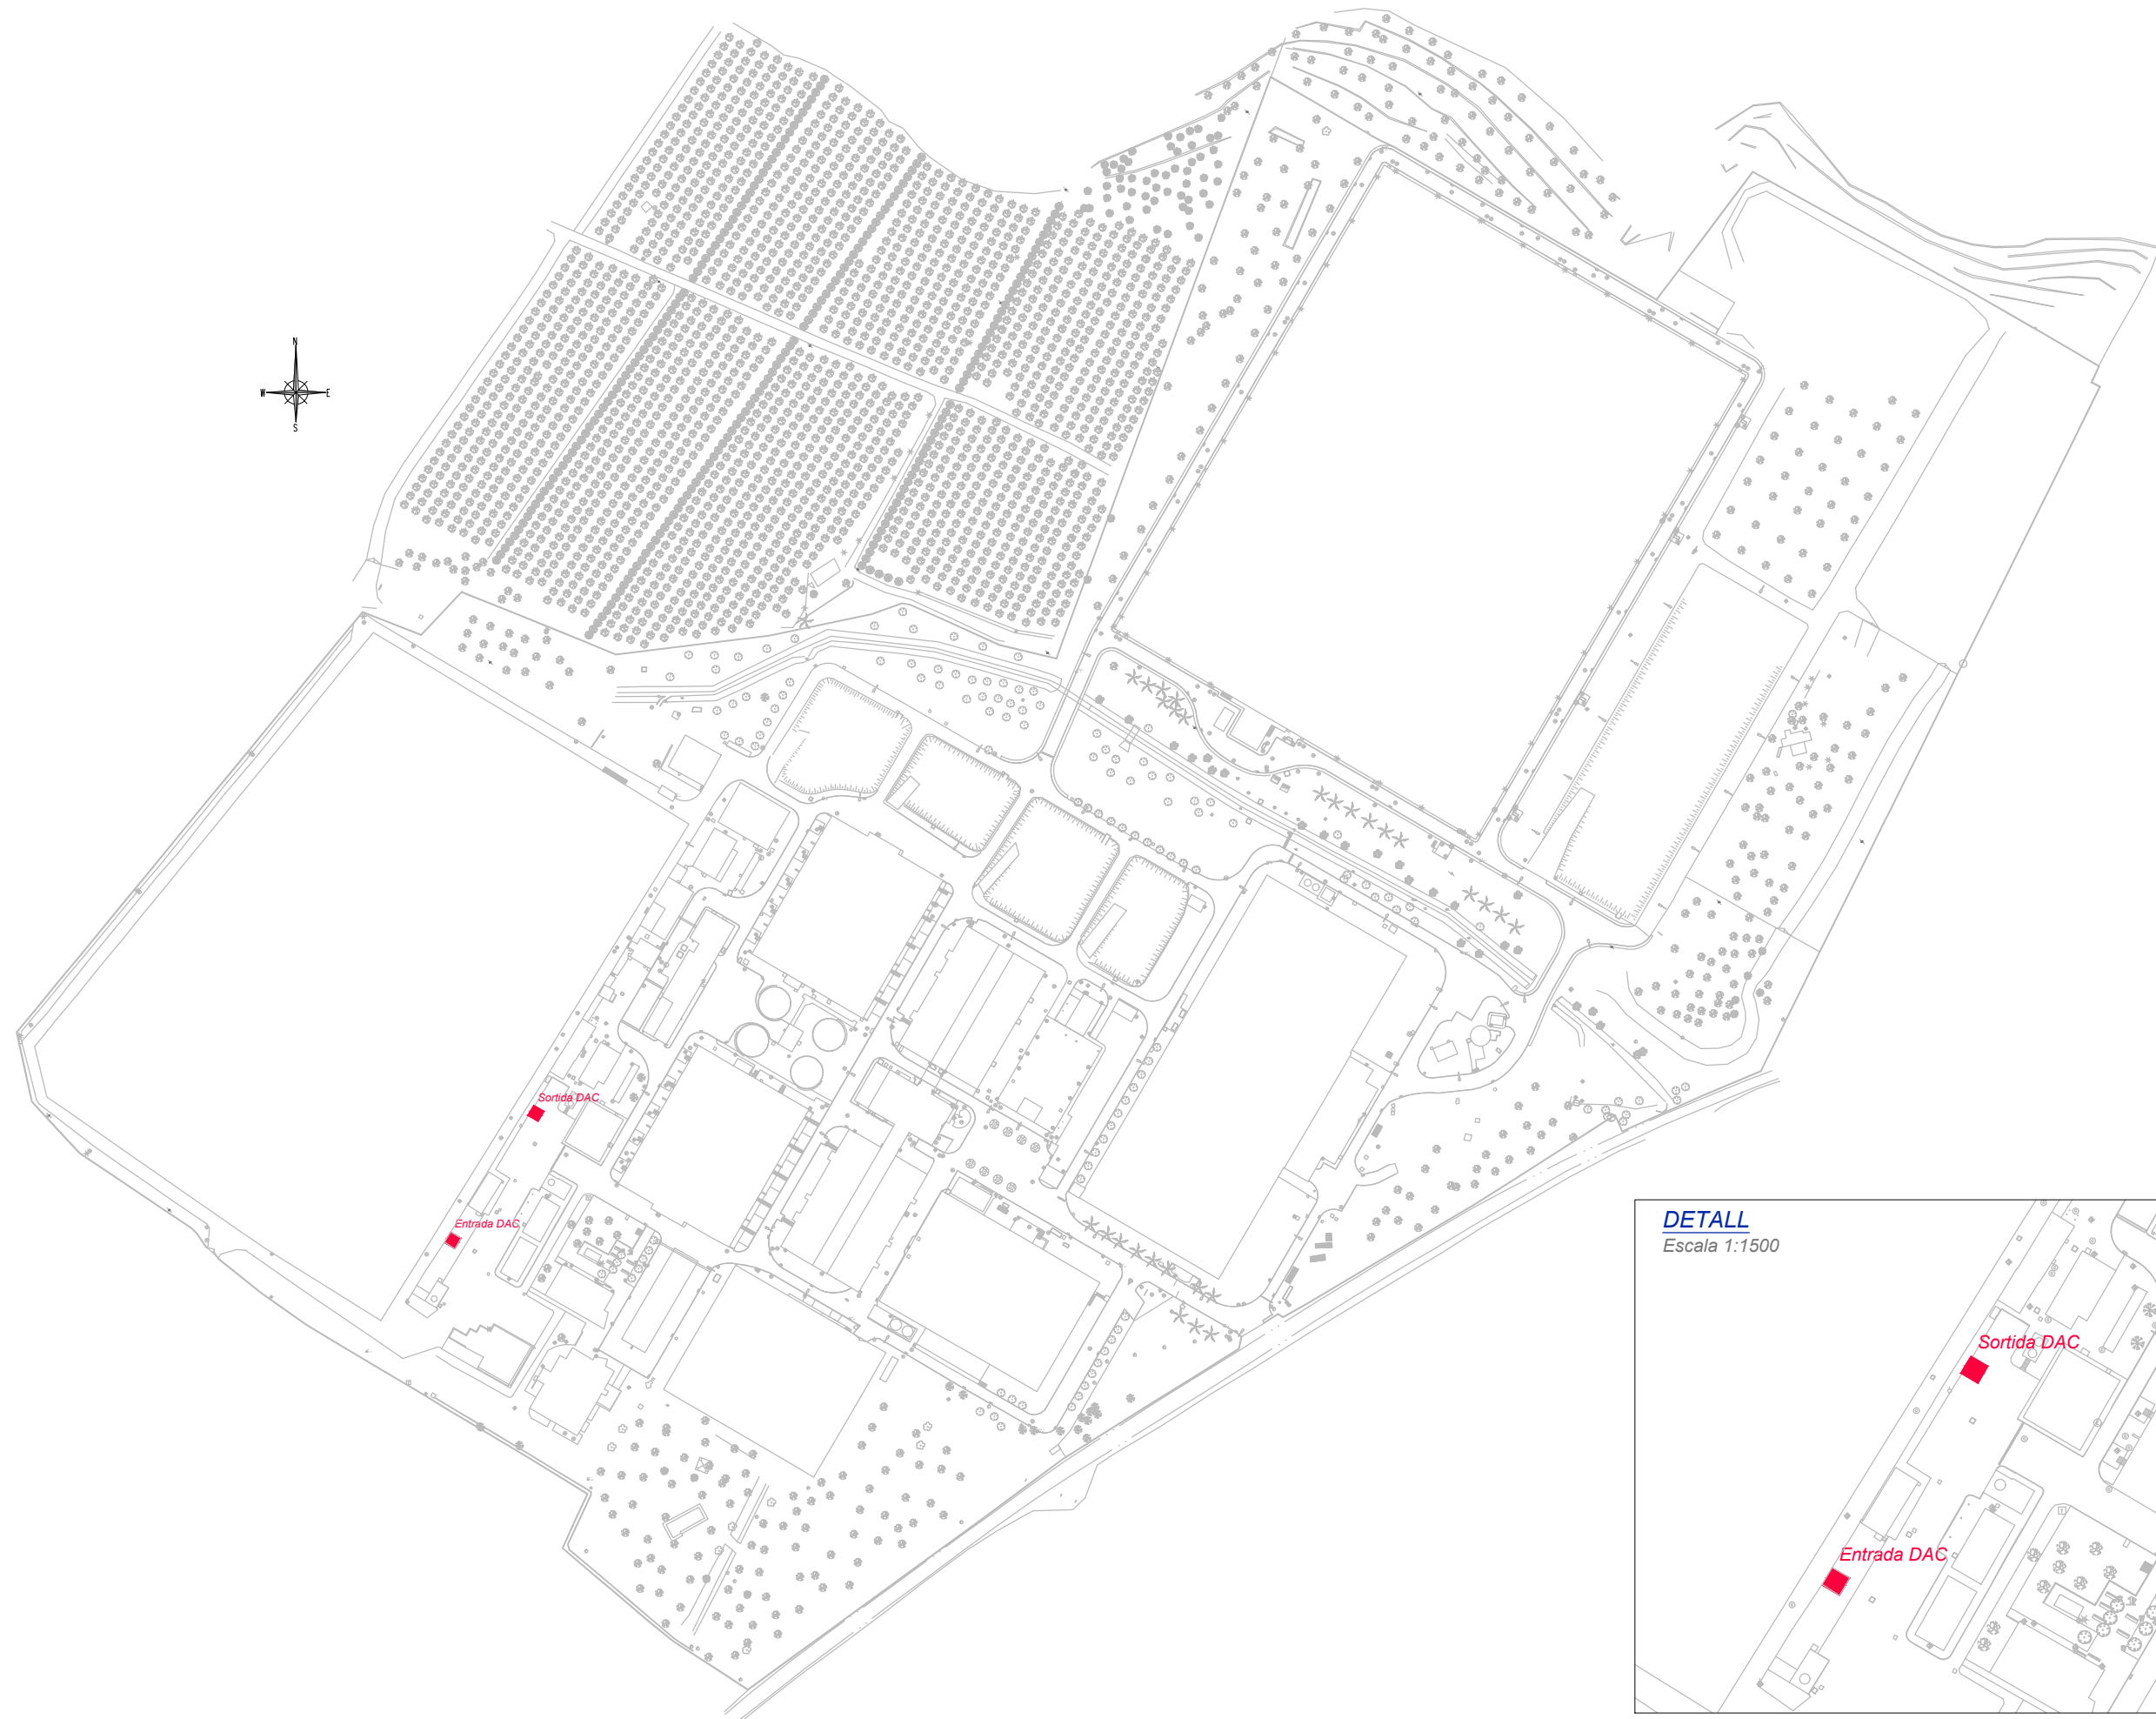 N
W E
S
Sortida DAC
Entrada DAC
DETALL
Escala 1:1500
Sortida DAC
Entrada DAC